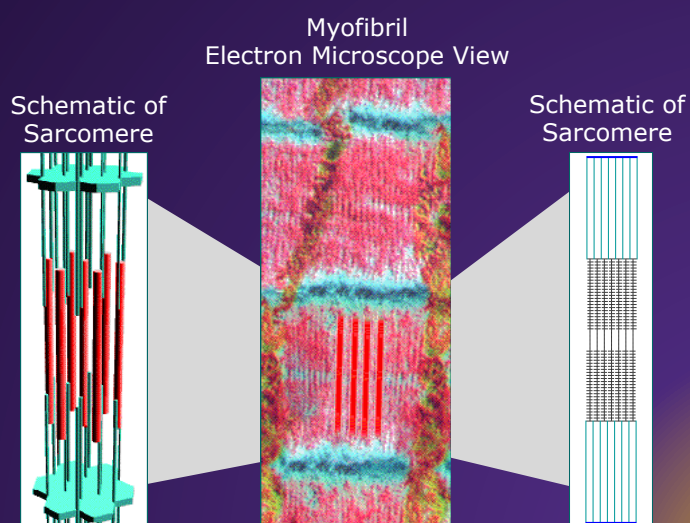 Myofibril
Electron Microscope View
Schematic of
Sarcomere
Schematic of
Sarcomere